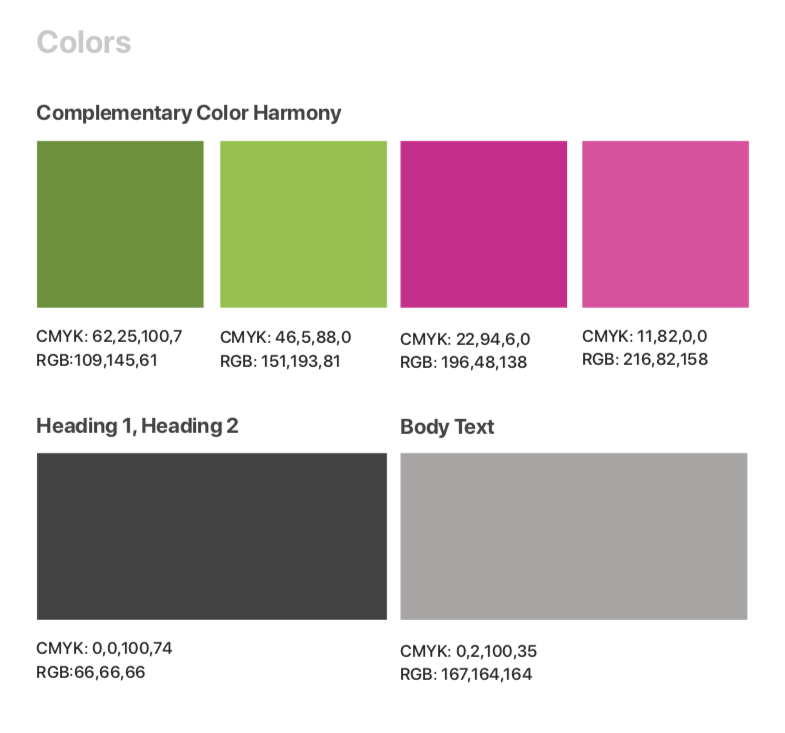 Colors
Complementary Color Harmony
CMYK: 62,25,100,7
RGB:109,145,61
CMYK: 46,5,88,0
RGB: 151,193,81
CMYK: 22,94,6,0
RGB: 196,48,138
CMYK: 11,82,0,0
RGB: 216,82,158
Heading 1, Heading 2
CMYK: 0,0,100,74
RGB:66,66,66
Body Text
CMYK: 0,2,100,35
RGB: 167,164,164